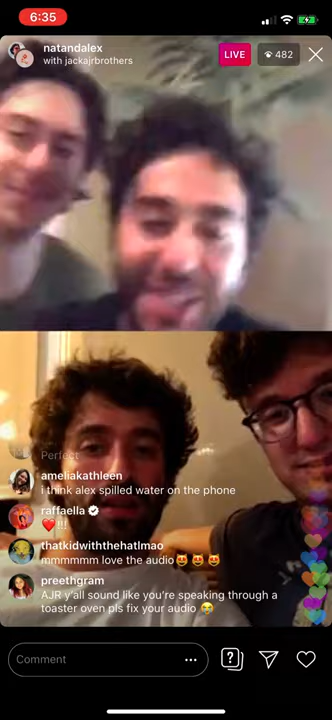 6:35
natandalex
with jackajrbrothers
LIVE
482
Perfect
ameliakathleen
i think alex spilled water on the phone
raffaella
❤️!!!
thatkidwiththehatlmao
mmmmmm love the audio😈😈😈
preethgram
AJR y'all sound like you're speaking through a
toaster oven pls fix your audio 😭
Comment